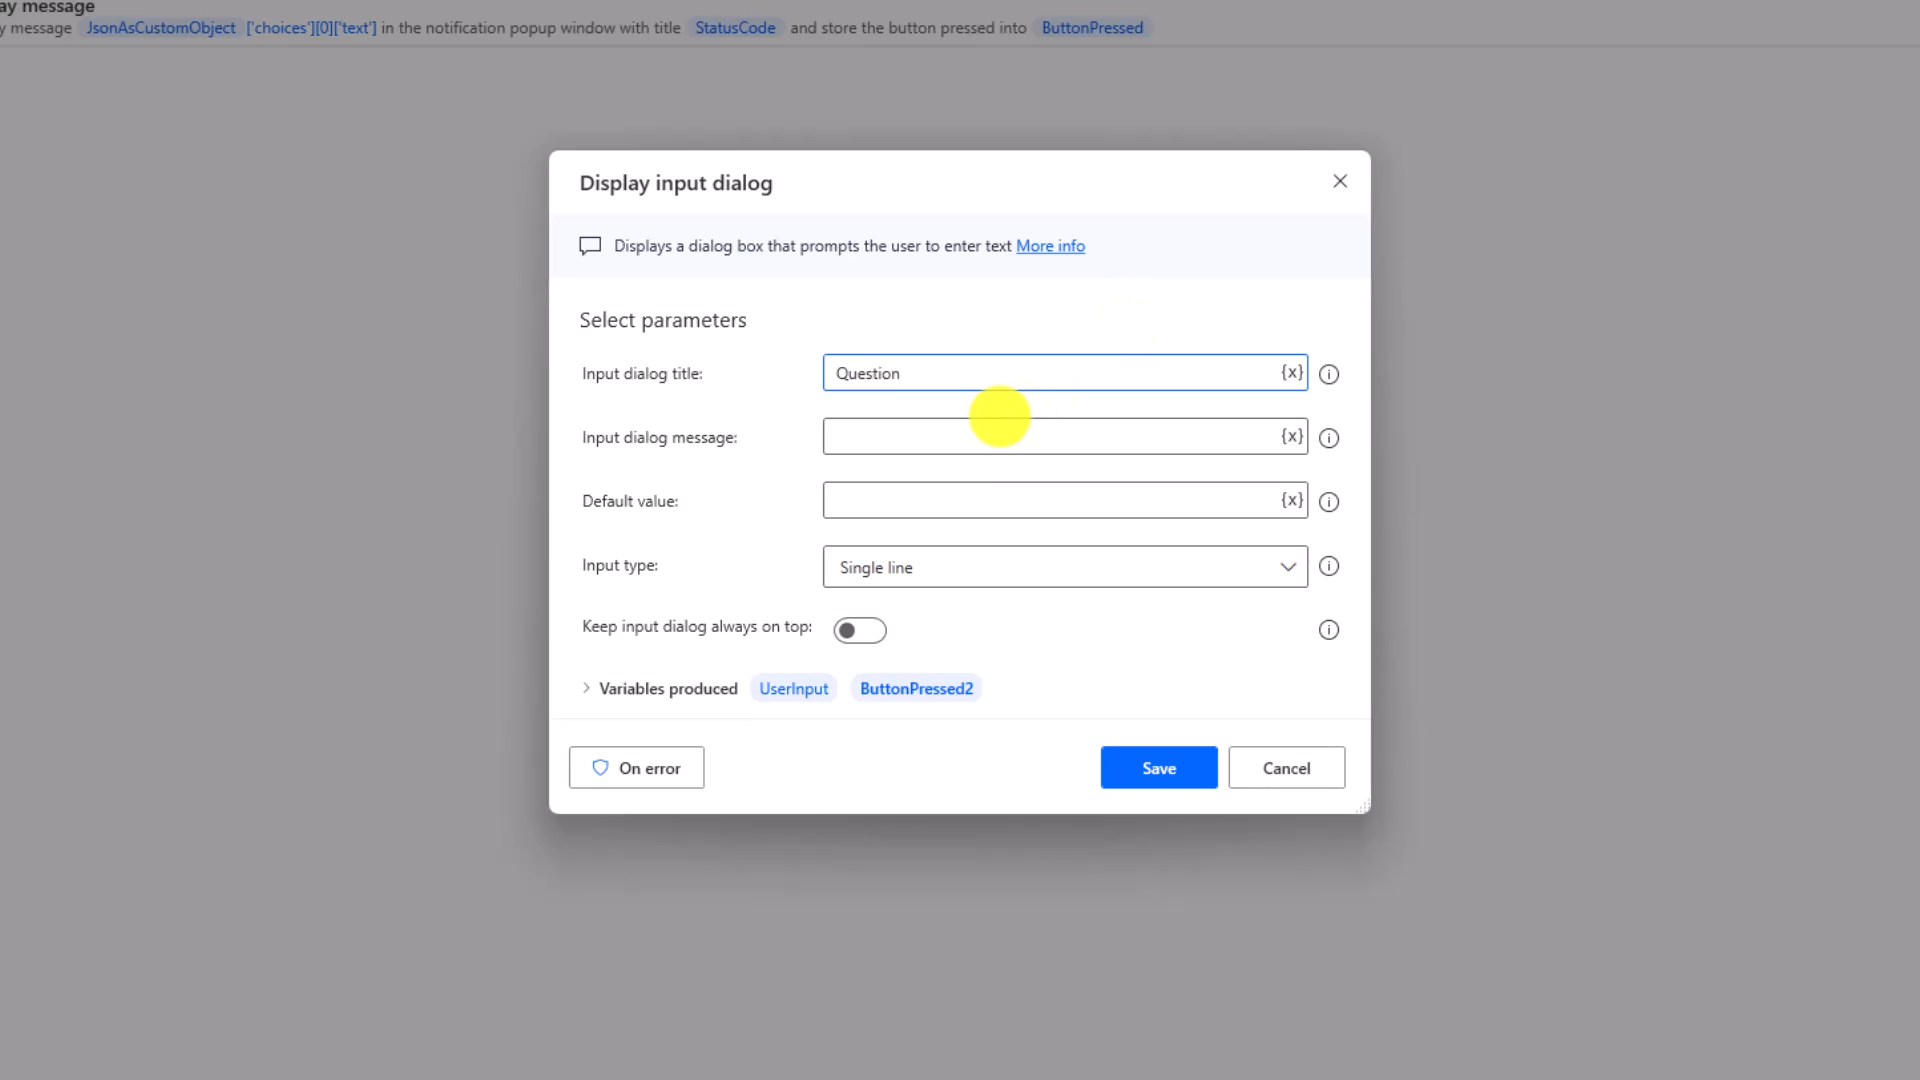 ay message
y message JsonAsCustomObject ['choices'][0]['text'] in the notification popup window with title StatusCode and store the button pressed into ButtonPressed
Display input dialog
Displays a dialog box that prompts the user to enter text More info
Select parameters
Input dialog title: Question {x}
Input dialog message: {x}
Default value: {x}
Input type: Single line
Keep input dialog always on top:
Variables produced UserInput ButtonPressed2
On error Save Cancel